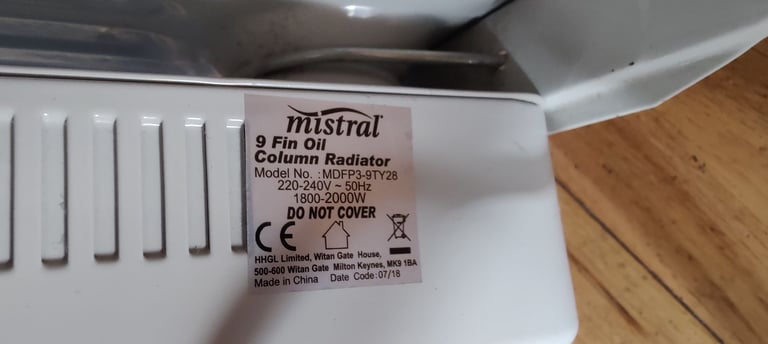 mistral
9 Fin Oil
Column Radiator
Model No. :MDFP3-9TY28
220-240V ~ 50Hz
1800-2000W
DO NOT COVER
CE
HHGL Limited, Witan Gate House,
500-600 Witan Gate Milton Keynes, MK9 1BA
Made in China Date Code:07/18